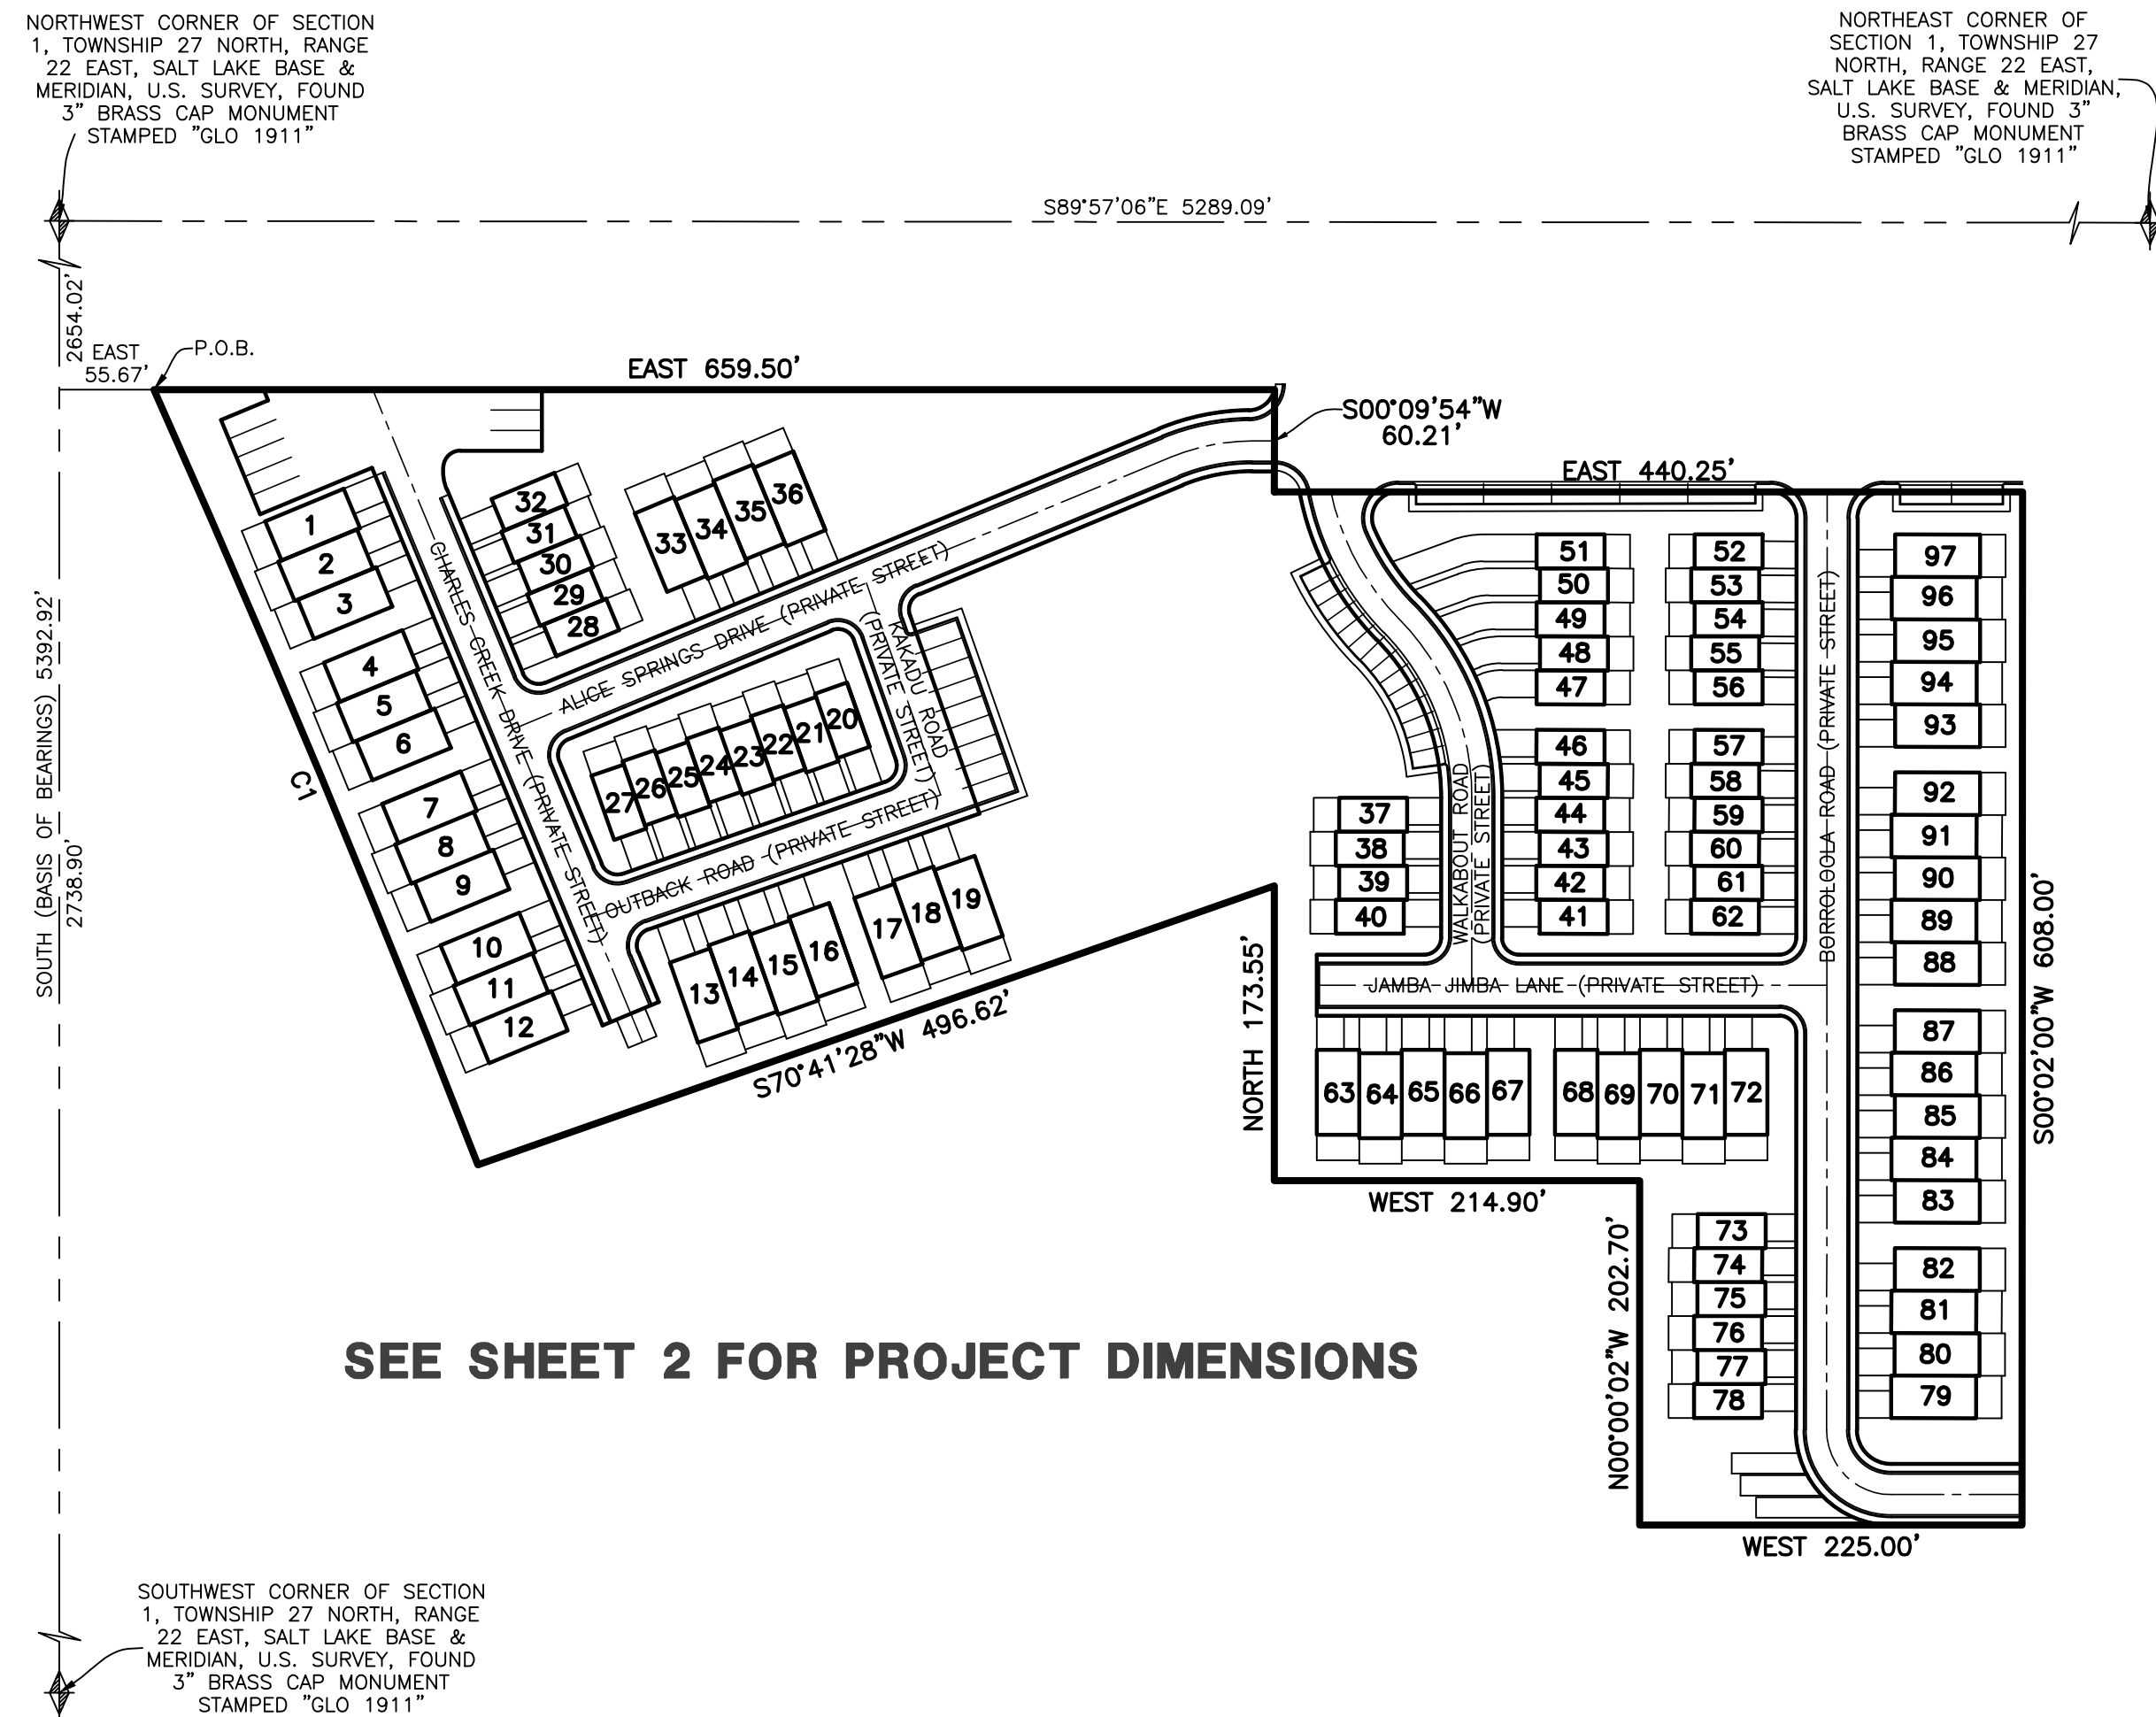 NORTHWEST CORNER OF SECTION
1, TOWNSHIP 27 NORTH, RANGE
22 EAST, SALT LAKE BASE &
MERIDIAN, U.S. SURVEY, FOUND
3" BRASS CAP MONUMENT
STAMPED "GLO 1911"
NORTHEAST CORNER OF
SECTION 1, TOWNSHIP 27
NORTH, RANGE 22 EAST,
SALT LAKE BASE & MERIDIAN,
U.S. SURVEY, FOUND 3"
BRASS CAP MONUMENT
STAMPED "GLO 1911"
S89°57'06"E 5289.09'
2654.02'
EAST
55.67'
P.O.B.
EAST 659.50'
S00°09'54"W
60.21'
EAST 440.25'
SOUTH (BASIS OF BEARINGS) 5392.92'
2738.90'
C1
1
2
3
4
5
6
7
8
9
10
11
12
CHARLES CREEK DRIVE (PRIVATE STREET)
32
31
30
29
28
33
34
35
36
ALICE SPRINGS DRIVE (PRIVATE STREET)
KAKADU ROAD
(PRIVATE STREET)
27
26
25
24
23
22
21
20
OUTBACK ROAD (PRIVATE STREET)
13
14
15
16
17
18
19
S70°41'28"W 496.62'
NORTH 173.55'
37
38
39
40
WALKABOUT ROAD
(PRIVATE STREET)
51
50
49
48
47
46
45
44
43
42
41
52
53
54
55
56
57
58
59
60
61
62
BORROLOOLA ROAD (PRIVATE STREET)
97
96
95
94
93
92
91
90
89
88
87
86
85
84
83
82
81
80
79
S00°02'00"W 608.00'
JAMBA JIMBA LANE (PRIVATE STREET)
63
64
65
66
67
68
69
70
71
72
WEST 214.90'
N00°00'02"W 202.70'
73
74
75
76
77
78
WEST 225.00'
SEE SHEET 2 FOR PROJECT DIMENSIONS
SOUTHWEST CORNER OF SECTION
1, TOWNSHIP 27 NORTH, RANGE
22 EAST, SALT LAKE BASE &
MERIDIAN, U.S. SURVEY, FOUND
3" BRASS CAP MONUMENT
STAMPED "GLO 1911"